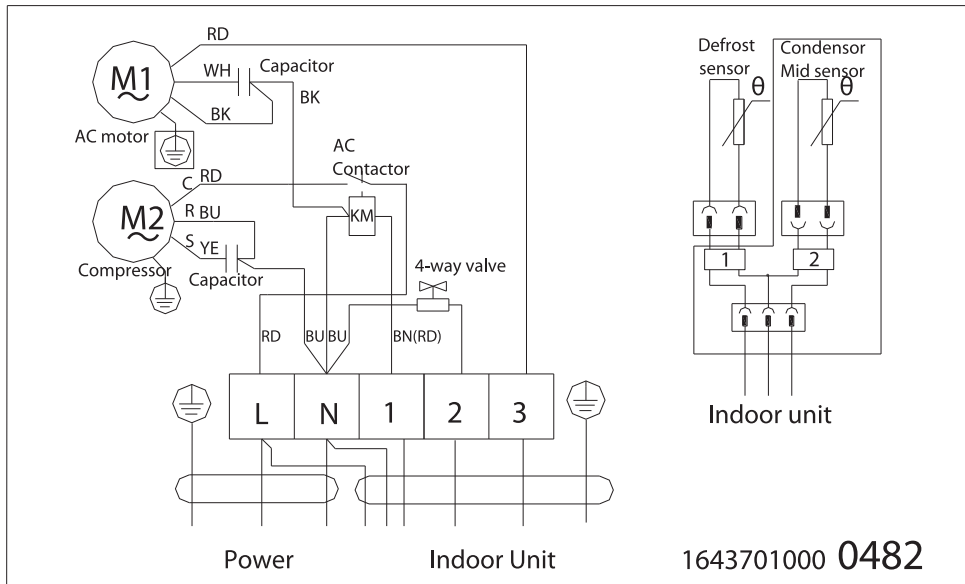 RD
M1
WH
Capacitor
BK
BK
AC motor
AC
Contactor
C RD
KM
R BU
M2
S YE
Compressor
Capacitor
4-way valve
RD
BU
BU
BN(RD)
L
N
1
2
3
Power
Indoor Unit
Defrost
sensor
Condensor
Mid sensor
θ
θ
1
2
Indoor unit
1643701000 0482